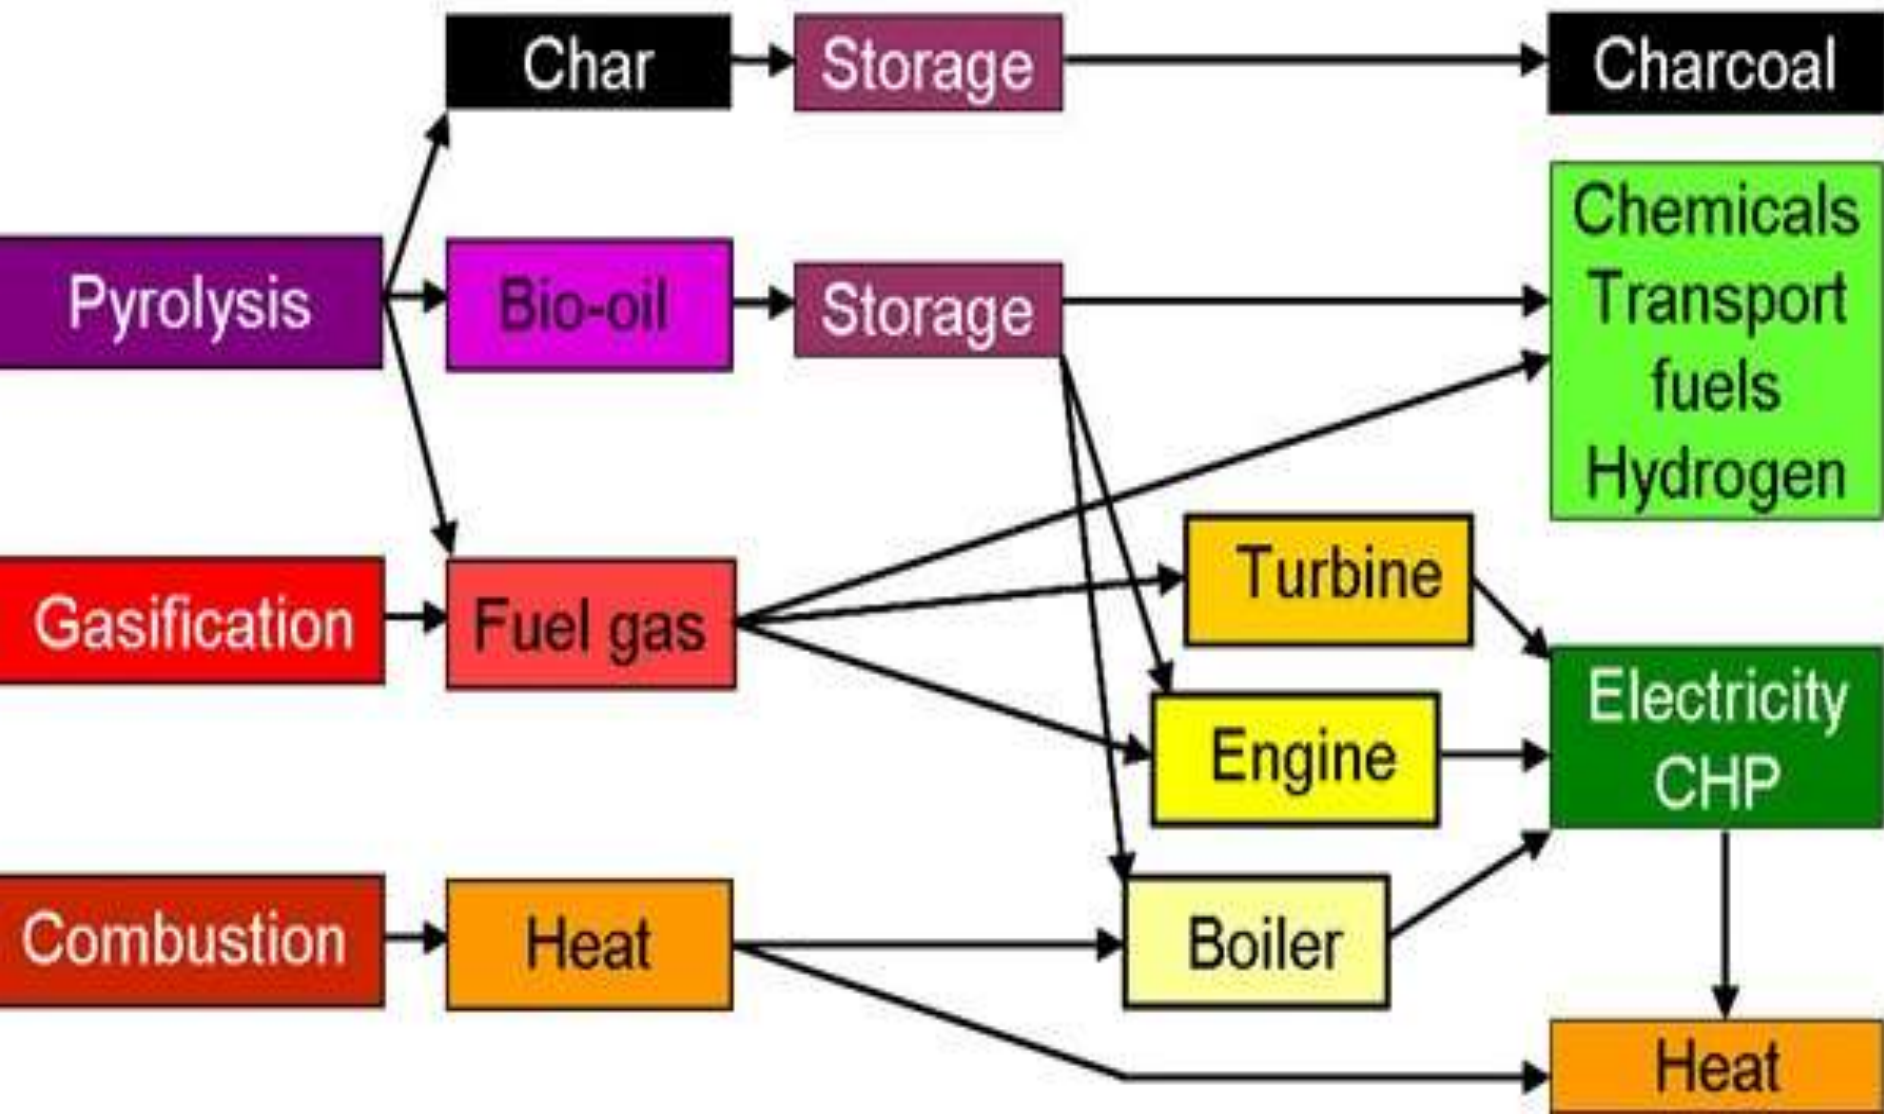 Char
Storage
Charcoal
Pyrolysis
Bio-oil
Storage
Chemicals
Transport
fuels
Hydrogen
Gasification
Fuel gas
Turbine
Engine
Electricity
CHP
Combustion
Heat
Boiler
Heat